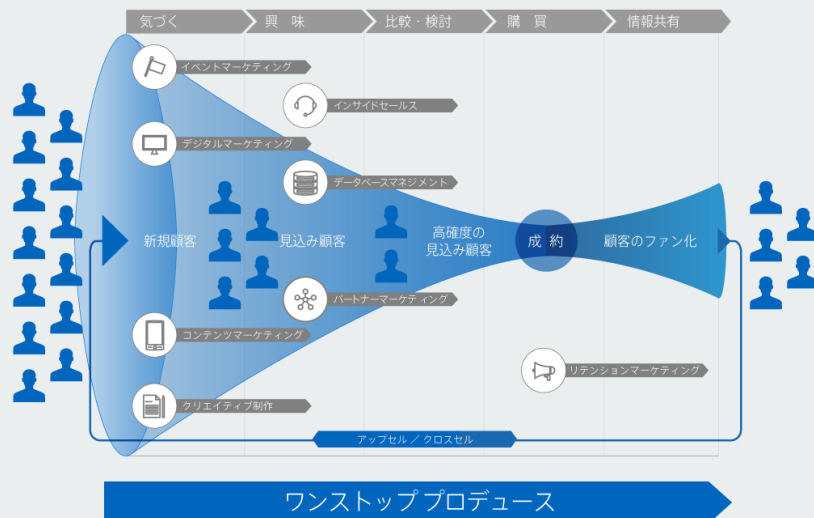 気づく
興 味
比較・検討
購 買
情報共有
イベントマーケティング
インサイドセールス
デジタルマーケティング
データベースマネジメント
新規顧客
見込み顧客
高確度の
見込み顧客
成 約
顧客のファン化
パートナーマーケティング
コンテンツマーケティング
リテンションマーケティング
クリエイティブ制作
アップセル ／ クロスセル
ワンストップ プロデュース